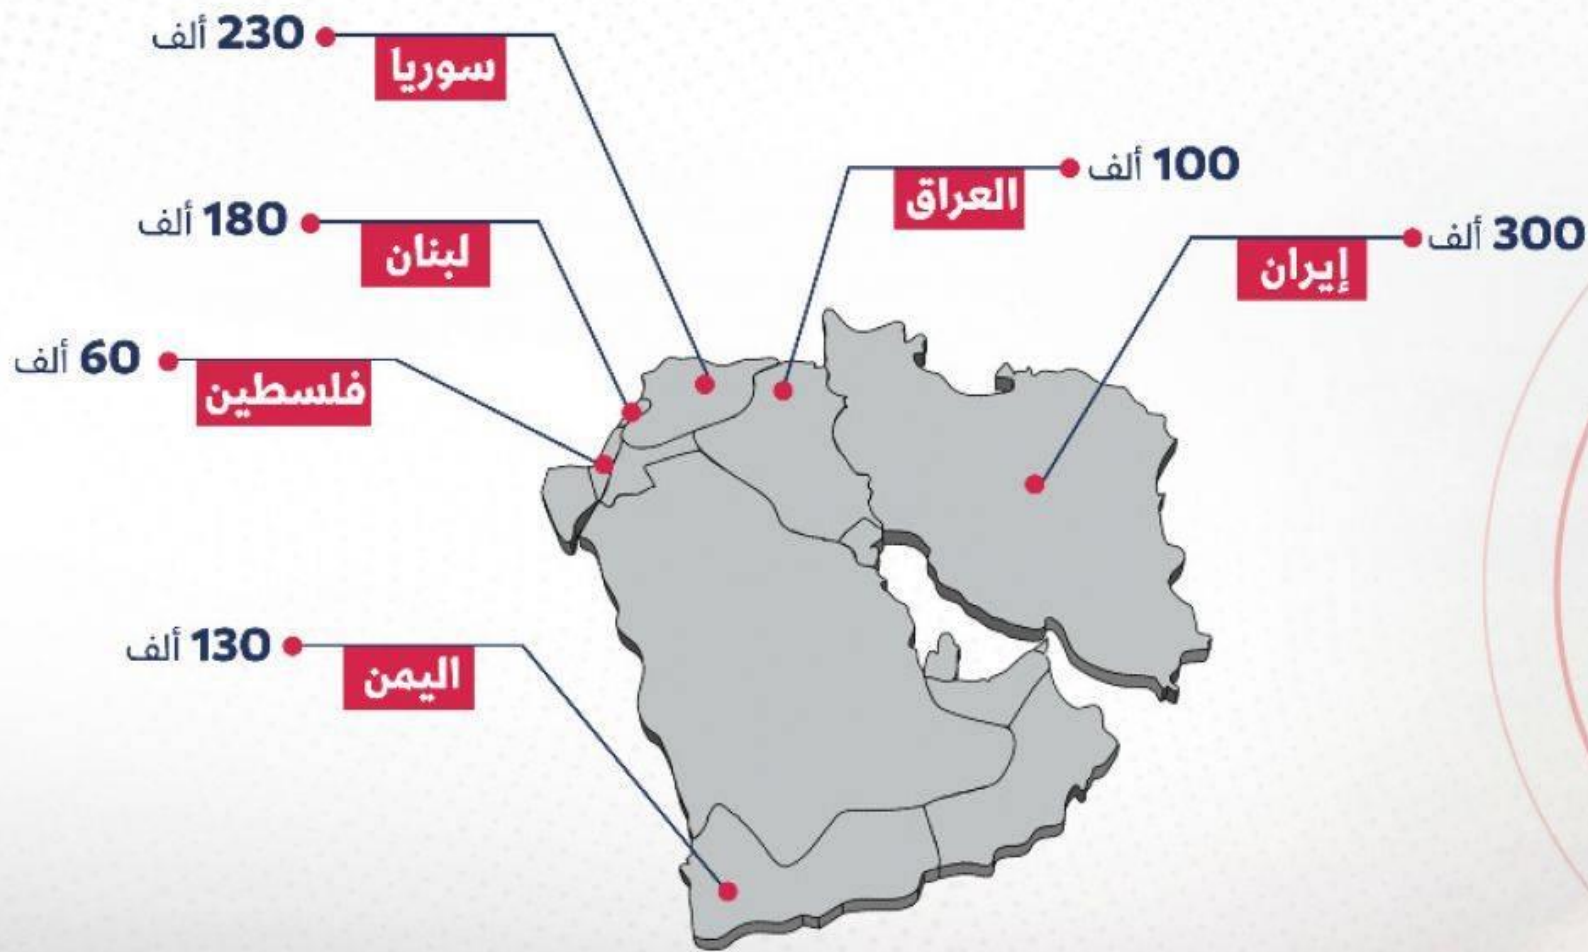 230 ألف
سوريا
100 ألف
العراق
180 ألف
لبنان
300 ألف
إيران
60 ألف
فلسطين
130 ألف
اليمن